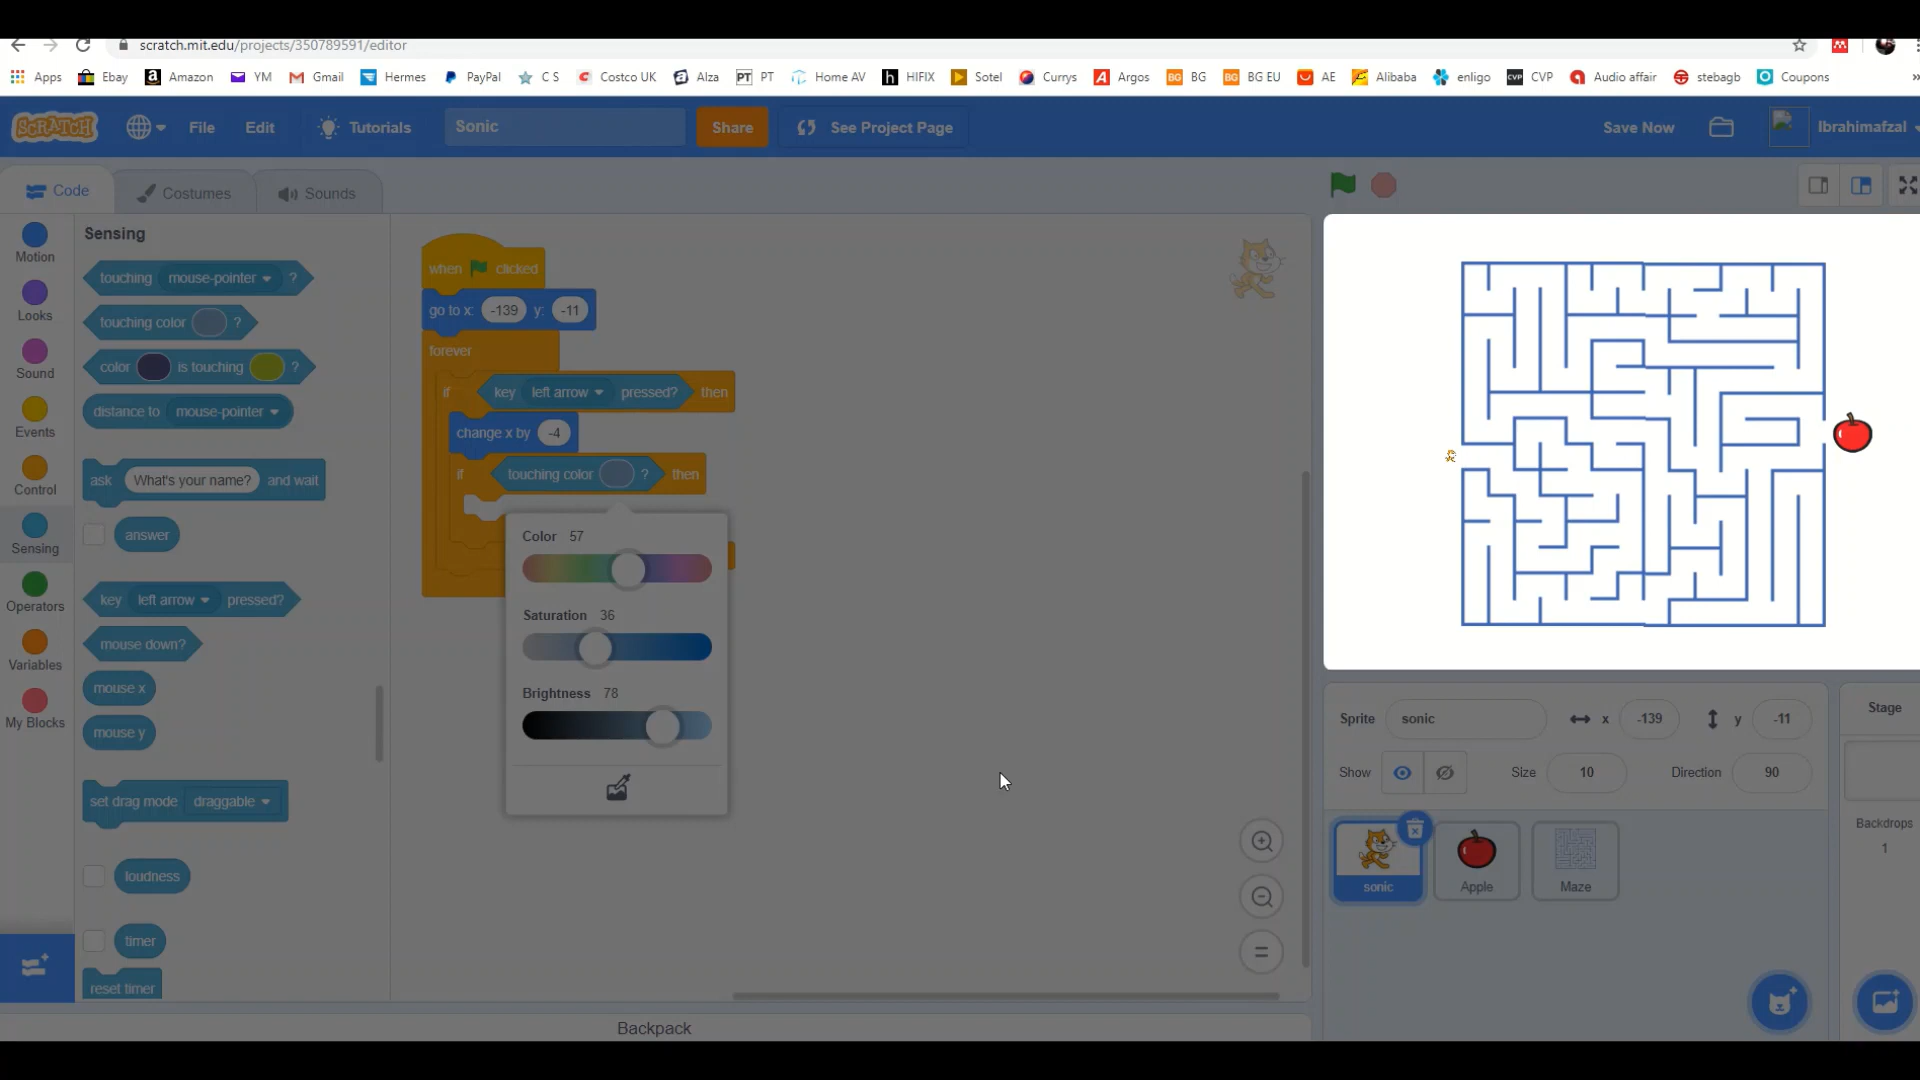 scratch.mit.edu/projects/350789591/editor
Apps Ebay Amazon YM Gmail Hermes PayPal C S Costco UK Alza PT PT Home AV HIFIX Sotel Currys Argos BG BG BG BG EU AE Alibaba enligo CVP CVP Audio affair stebagb Coupons »
SCRATCH File Edit Tutorials Sonic Share See Project Page Save Now Ibrahimafzal
Code Costumes Sounds
Motion
Looks
Sound
Events
Control
Sensing
Operators
Variables
My Blocks
Sensing
touching mouse-pointer ?
touching color ?
color is touching ?
distance to mouse-pointer
ask What's your name? and wait
answer
key left arrow pressed?
mouse down?
mouse x
mouse y
set drag mode draggable
loudness
timer
reset timer
when clicked
go to x: -139 y: -11
forever
if key left arrow pressed? then
change x by -4
if touching color ? then
Color 57
Saturation 36
Brightness 78
Backpack
Sprite sonic x -139 y -11
Show Size 10 Direction 90
sonic
Apple
Maze
Stage
Backdrops
1